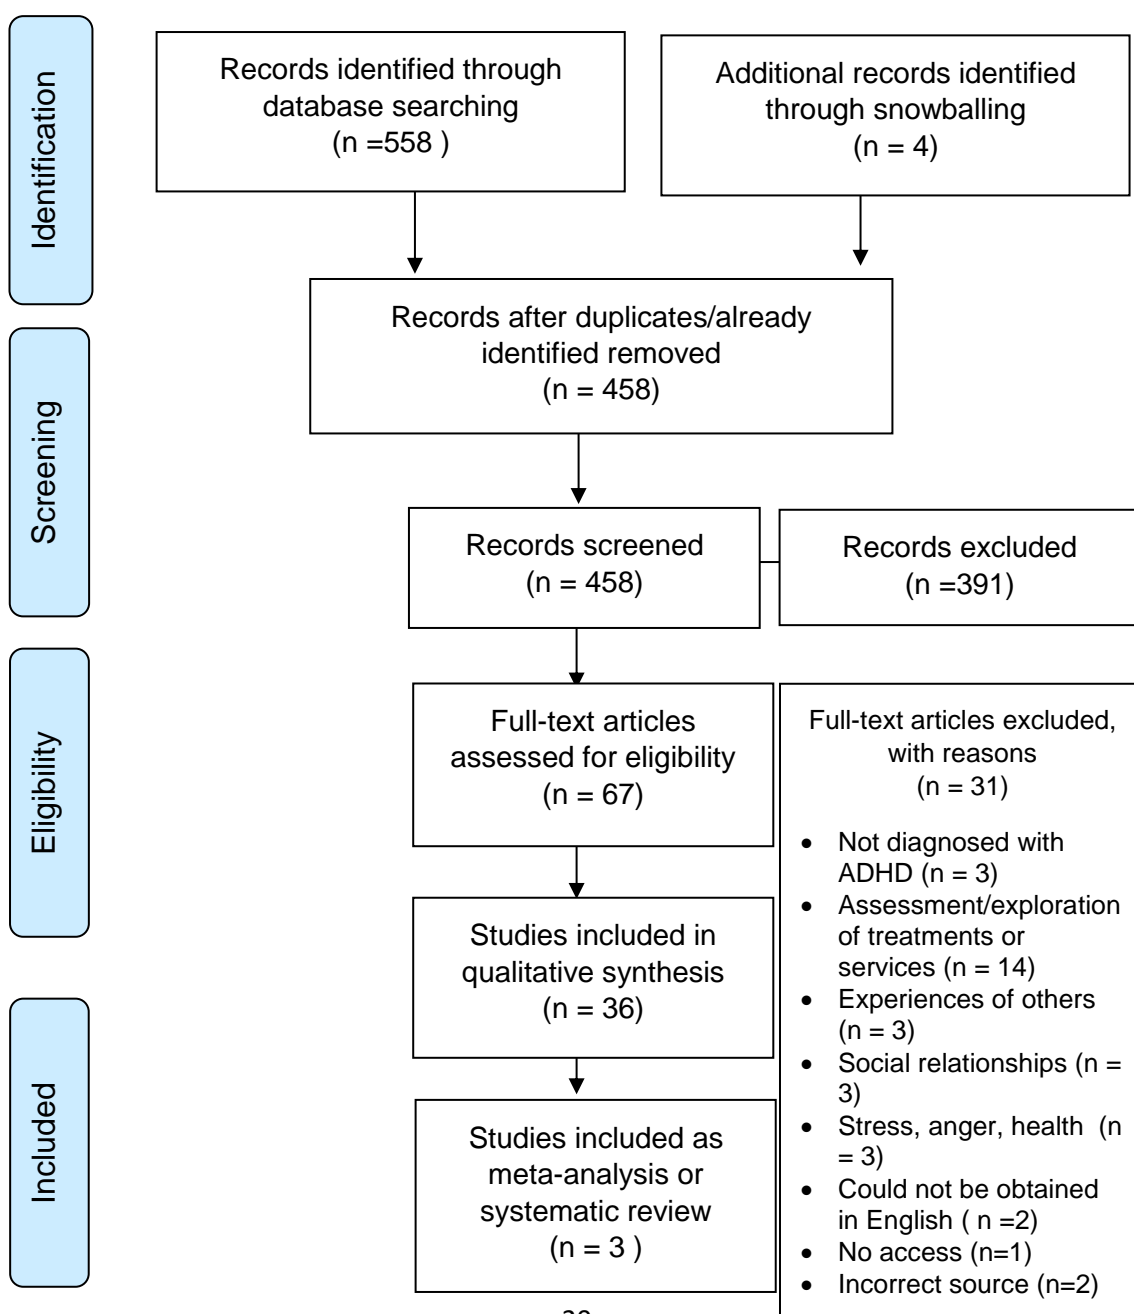 Identification
Records identified through
database searching
(n =558 )
Additional records identified
through snowballing
(n = 4)
Records after duplicates/already
identified removed
(n = 458)
Screening
Records screened
(n = 458)
Records excluded
(n =391)
Eligibility
Full-text articles
assessed for eligibility
(n = 67)
Full-text articles excluded,
with reasons
(n = 31)
• Not diagnosed with
ADHD (n = 3)
• Assessment/exploration
of treatments or
services (n = 14)
• Experiences of others
(n = 3)
• Social relationships (n =
3)
• Stress, anger, health  (n
= 3)
• Could not be obtained
in English ( n =2)
• No access (n=1)
• Incorrect source (n=2)
Studies included in
qualitative synthesis
(n = 36)
Included
Studies included as
meta-analysis or
systematic review
(n = 3 )